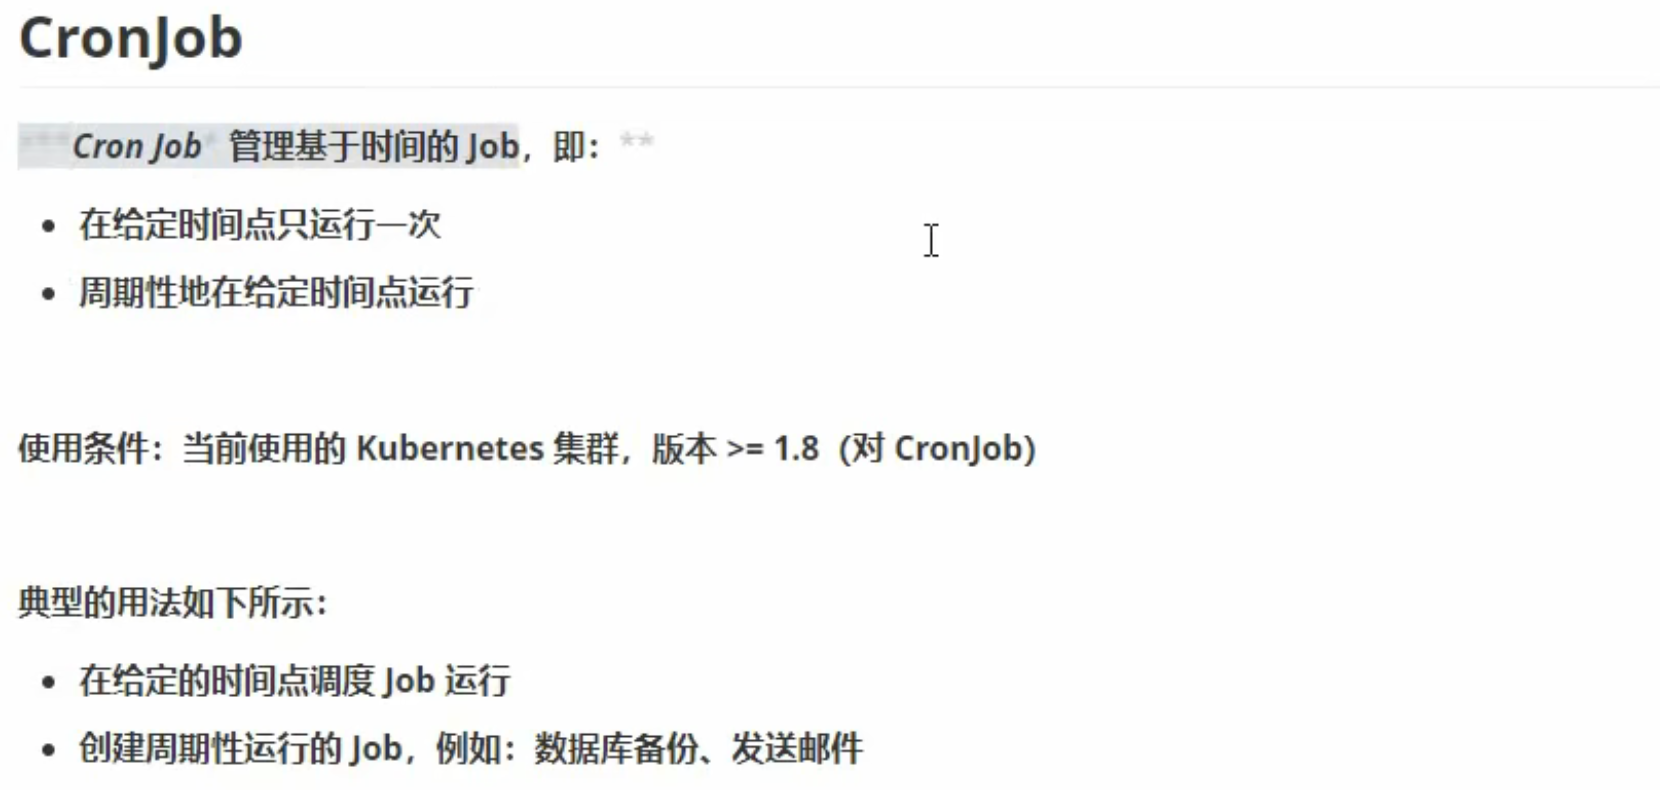 CronJob
***Cron Job* 管理基于时间的 Job，即：**
在给定时间点只运行一次
周期性地在给定时间点运行
使用条件：当前使用的 Kubernetes 集群，版本 >= 1.8（对 CronJob）
典型的用法如下所示：
在给定的时间点调度 Job 运行
创建周期性运行的 Job，例如：数据库备份、发送邮件